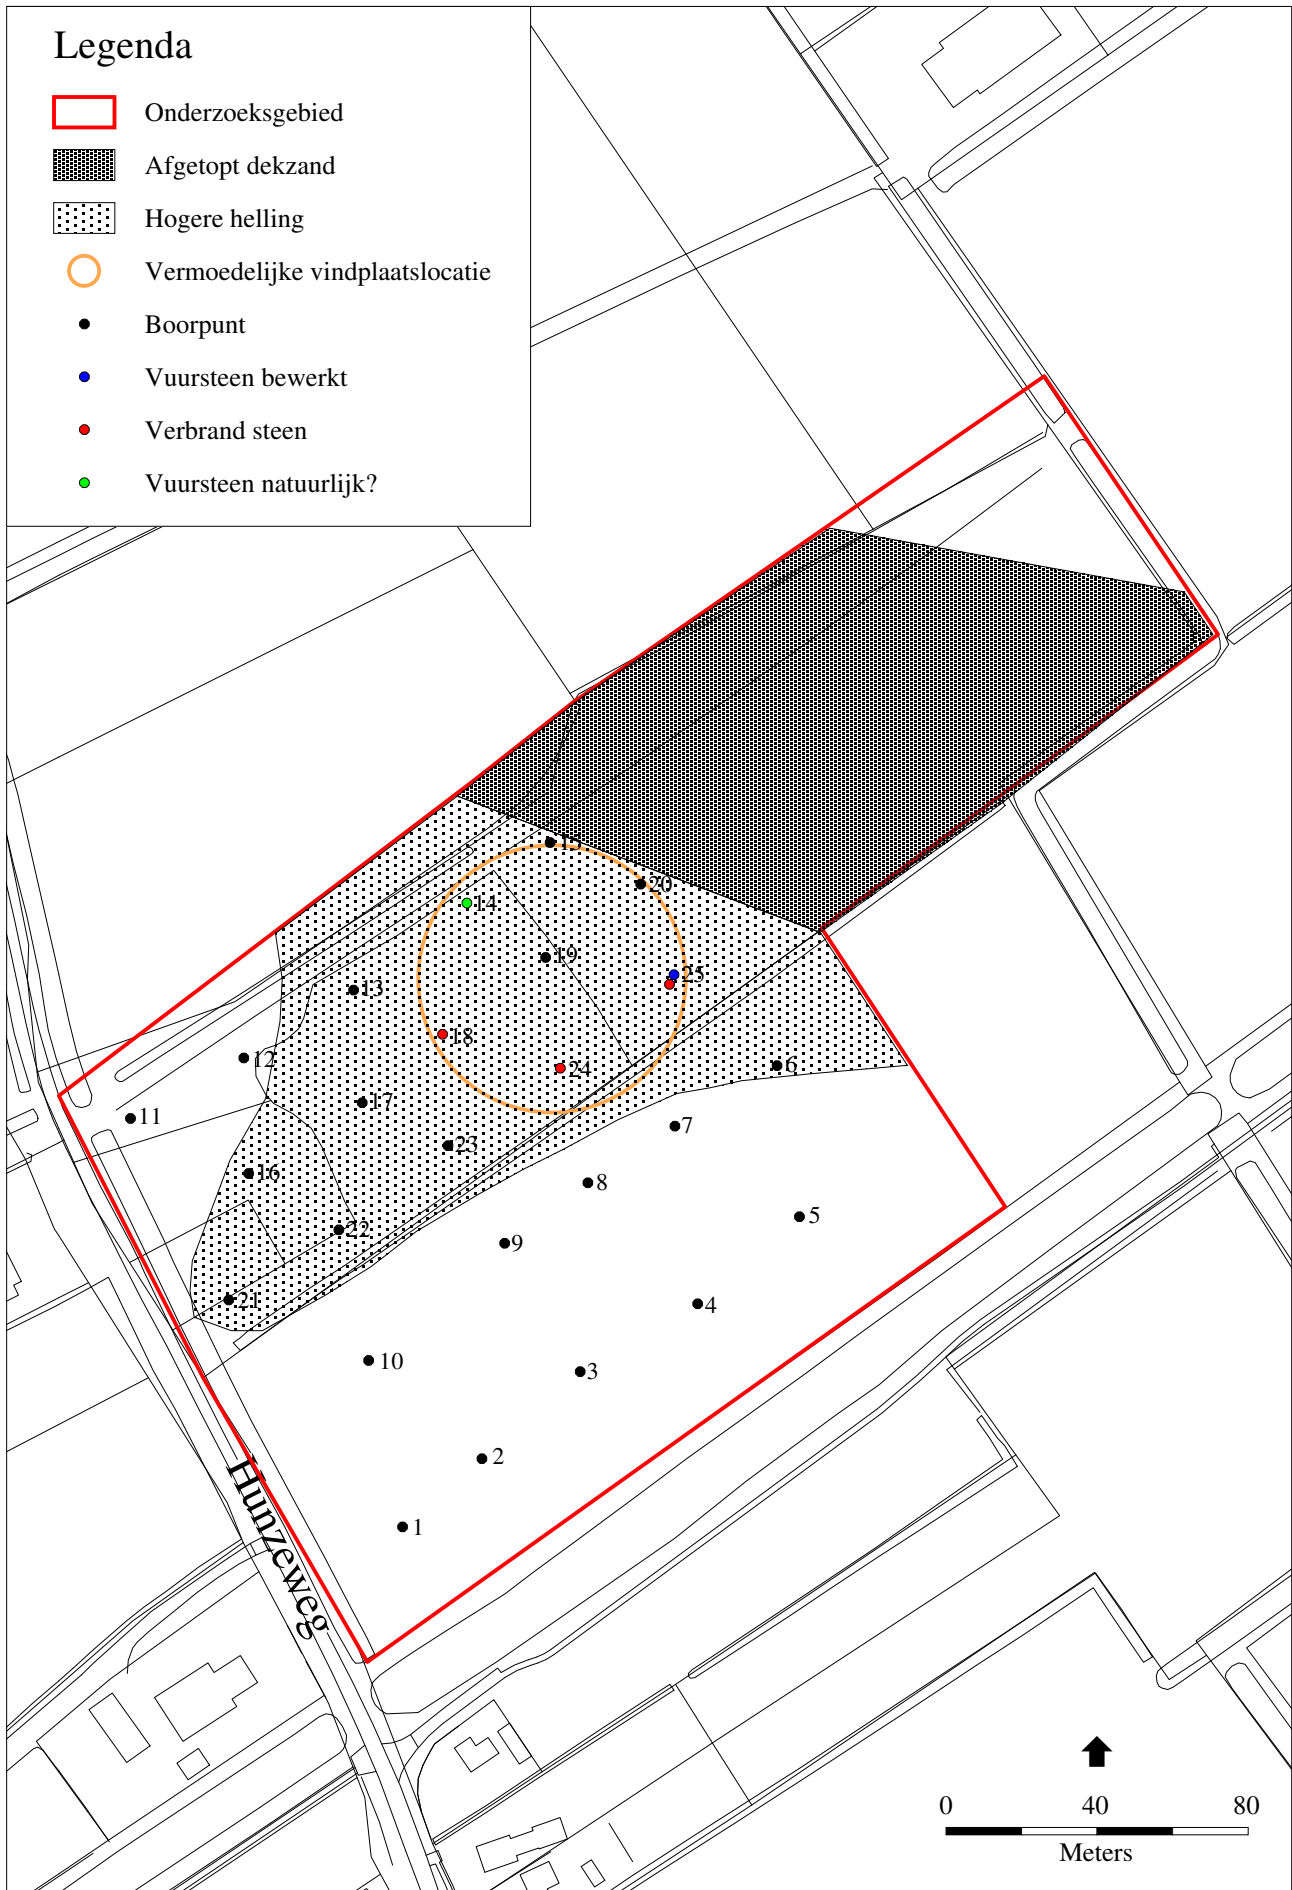 Legenda
Onderzoeksgebied
Afgetopt dekzand
Hogere helling
Vermoedelijke vindplaatslocatie
Boorpunt
Vuursteen bewerkt
Verbrand steen
Vuursteen natuurlijk?
15
20
14
19
25
13
18
12
24
6
17
11
7
23
16
8
5
22
9
21
4
10
3
2
Hunzeweg
1
0 40 80
Meters